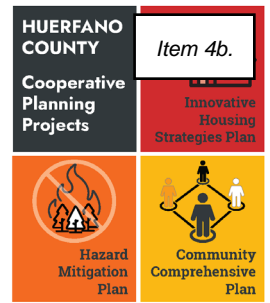 HUERFANO
COUNTY
Cooperative
Planning
Projects
Item 4b.
Innovative
Housing
Strategies Plan
Hazard
Mitigation
Plan
Community
Comprehensive
Plan